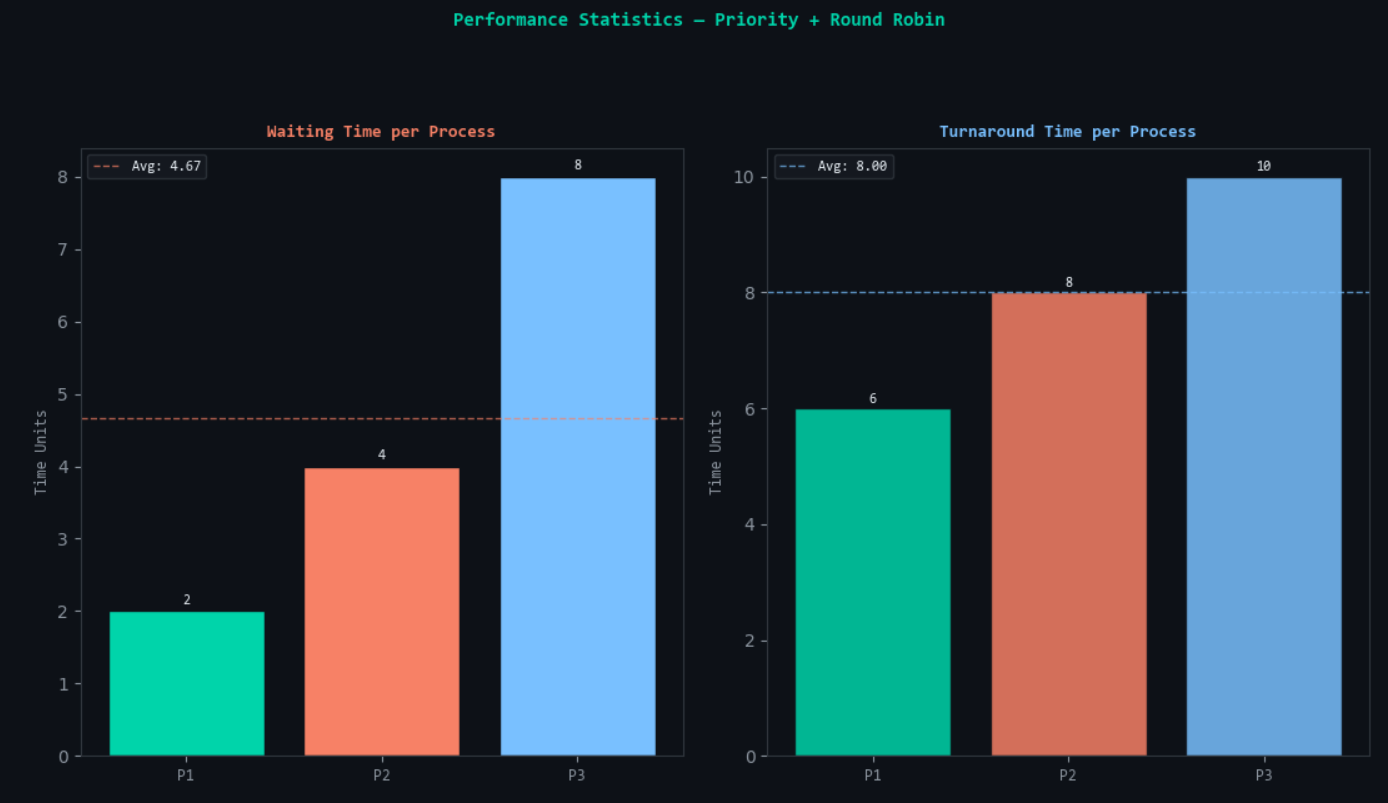 Performance Statistics — Priority + Round Robin
Waiting Time per Process
Avg: 4.67
8
7
6
5
4
3
2
1
0
Time Units
2
4
8
P1
P2
P3
Turnaround Time per Process
Avg: 8.00
10
8
6
4
2
0
Time Units
6
8
10
P1
P2
P3